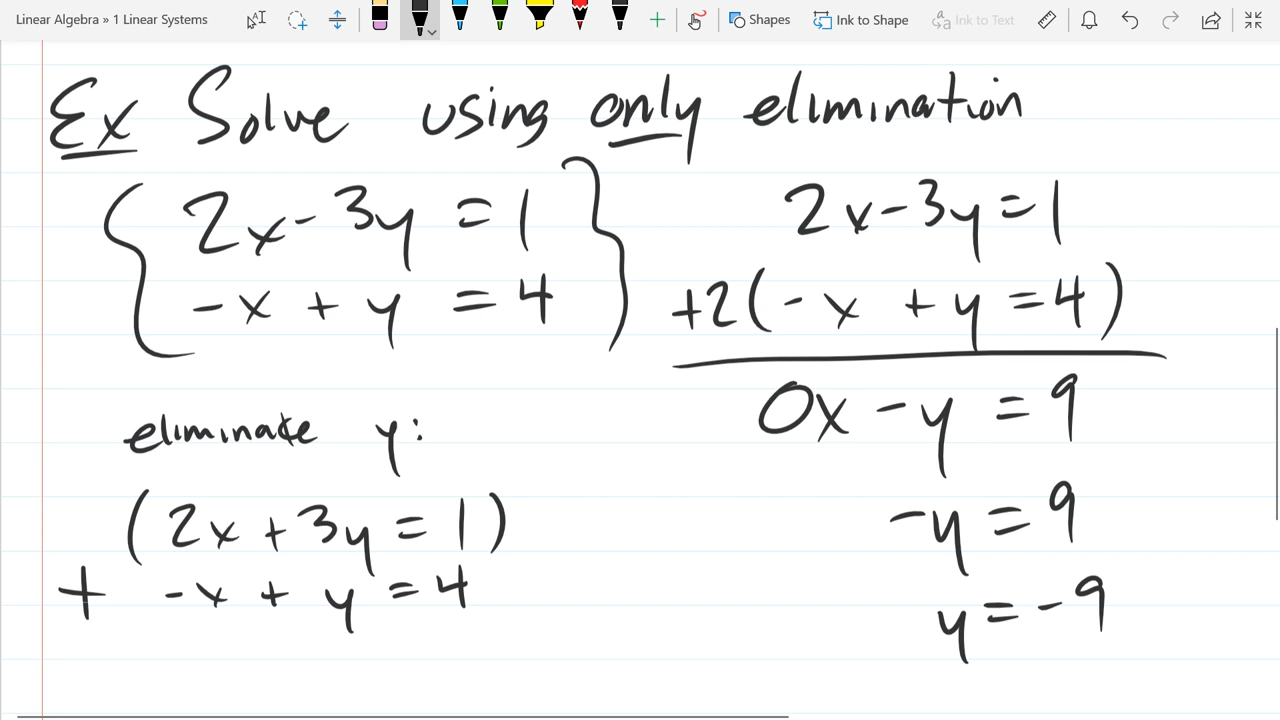 Linear Algebra » 1 Linear Systems
Shapes
Ink to Shape
Ink to Text
Ex Solve using only elimination
2x - 3y = 1
-x + y = 4
2x - 3y = 1
+2(-x + y = 4)
0x - y = 9
-y = 9
y = -9
eliminate y:
(2x + 3y = 1)
+ -x + y = 4